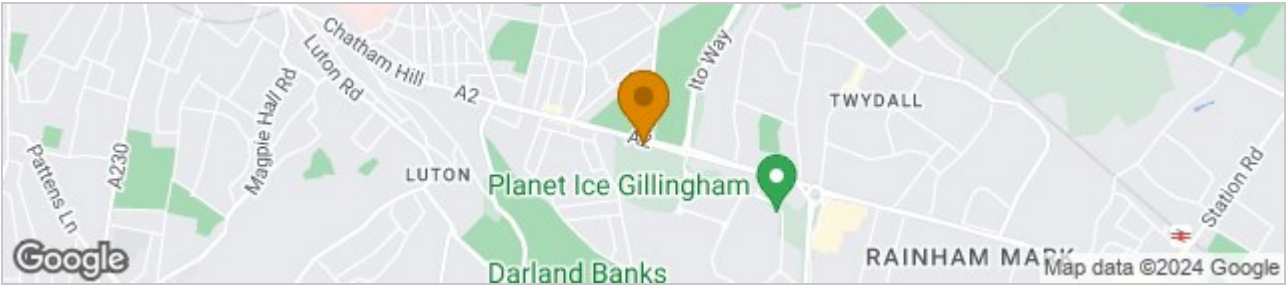 Chatham Hill
Luton Rd
A2
Ito Way
TWYDALL
A2
Magpie Hall Rd
A230
Pattens Ln
LUTON
Planet Ice Gillingham
Station Rd
RAINHAM MARK
Darland Banks
Google
Map data ©2024 Google